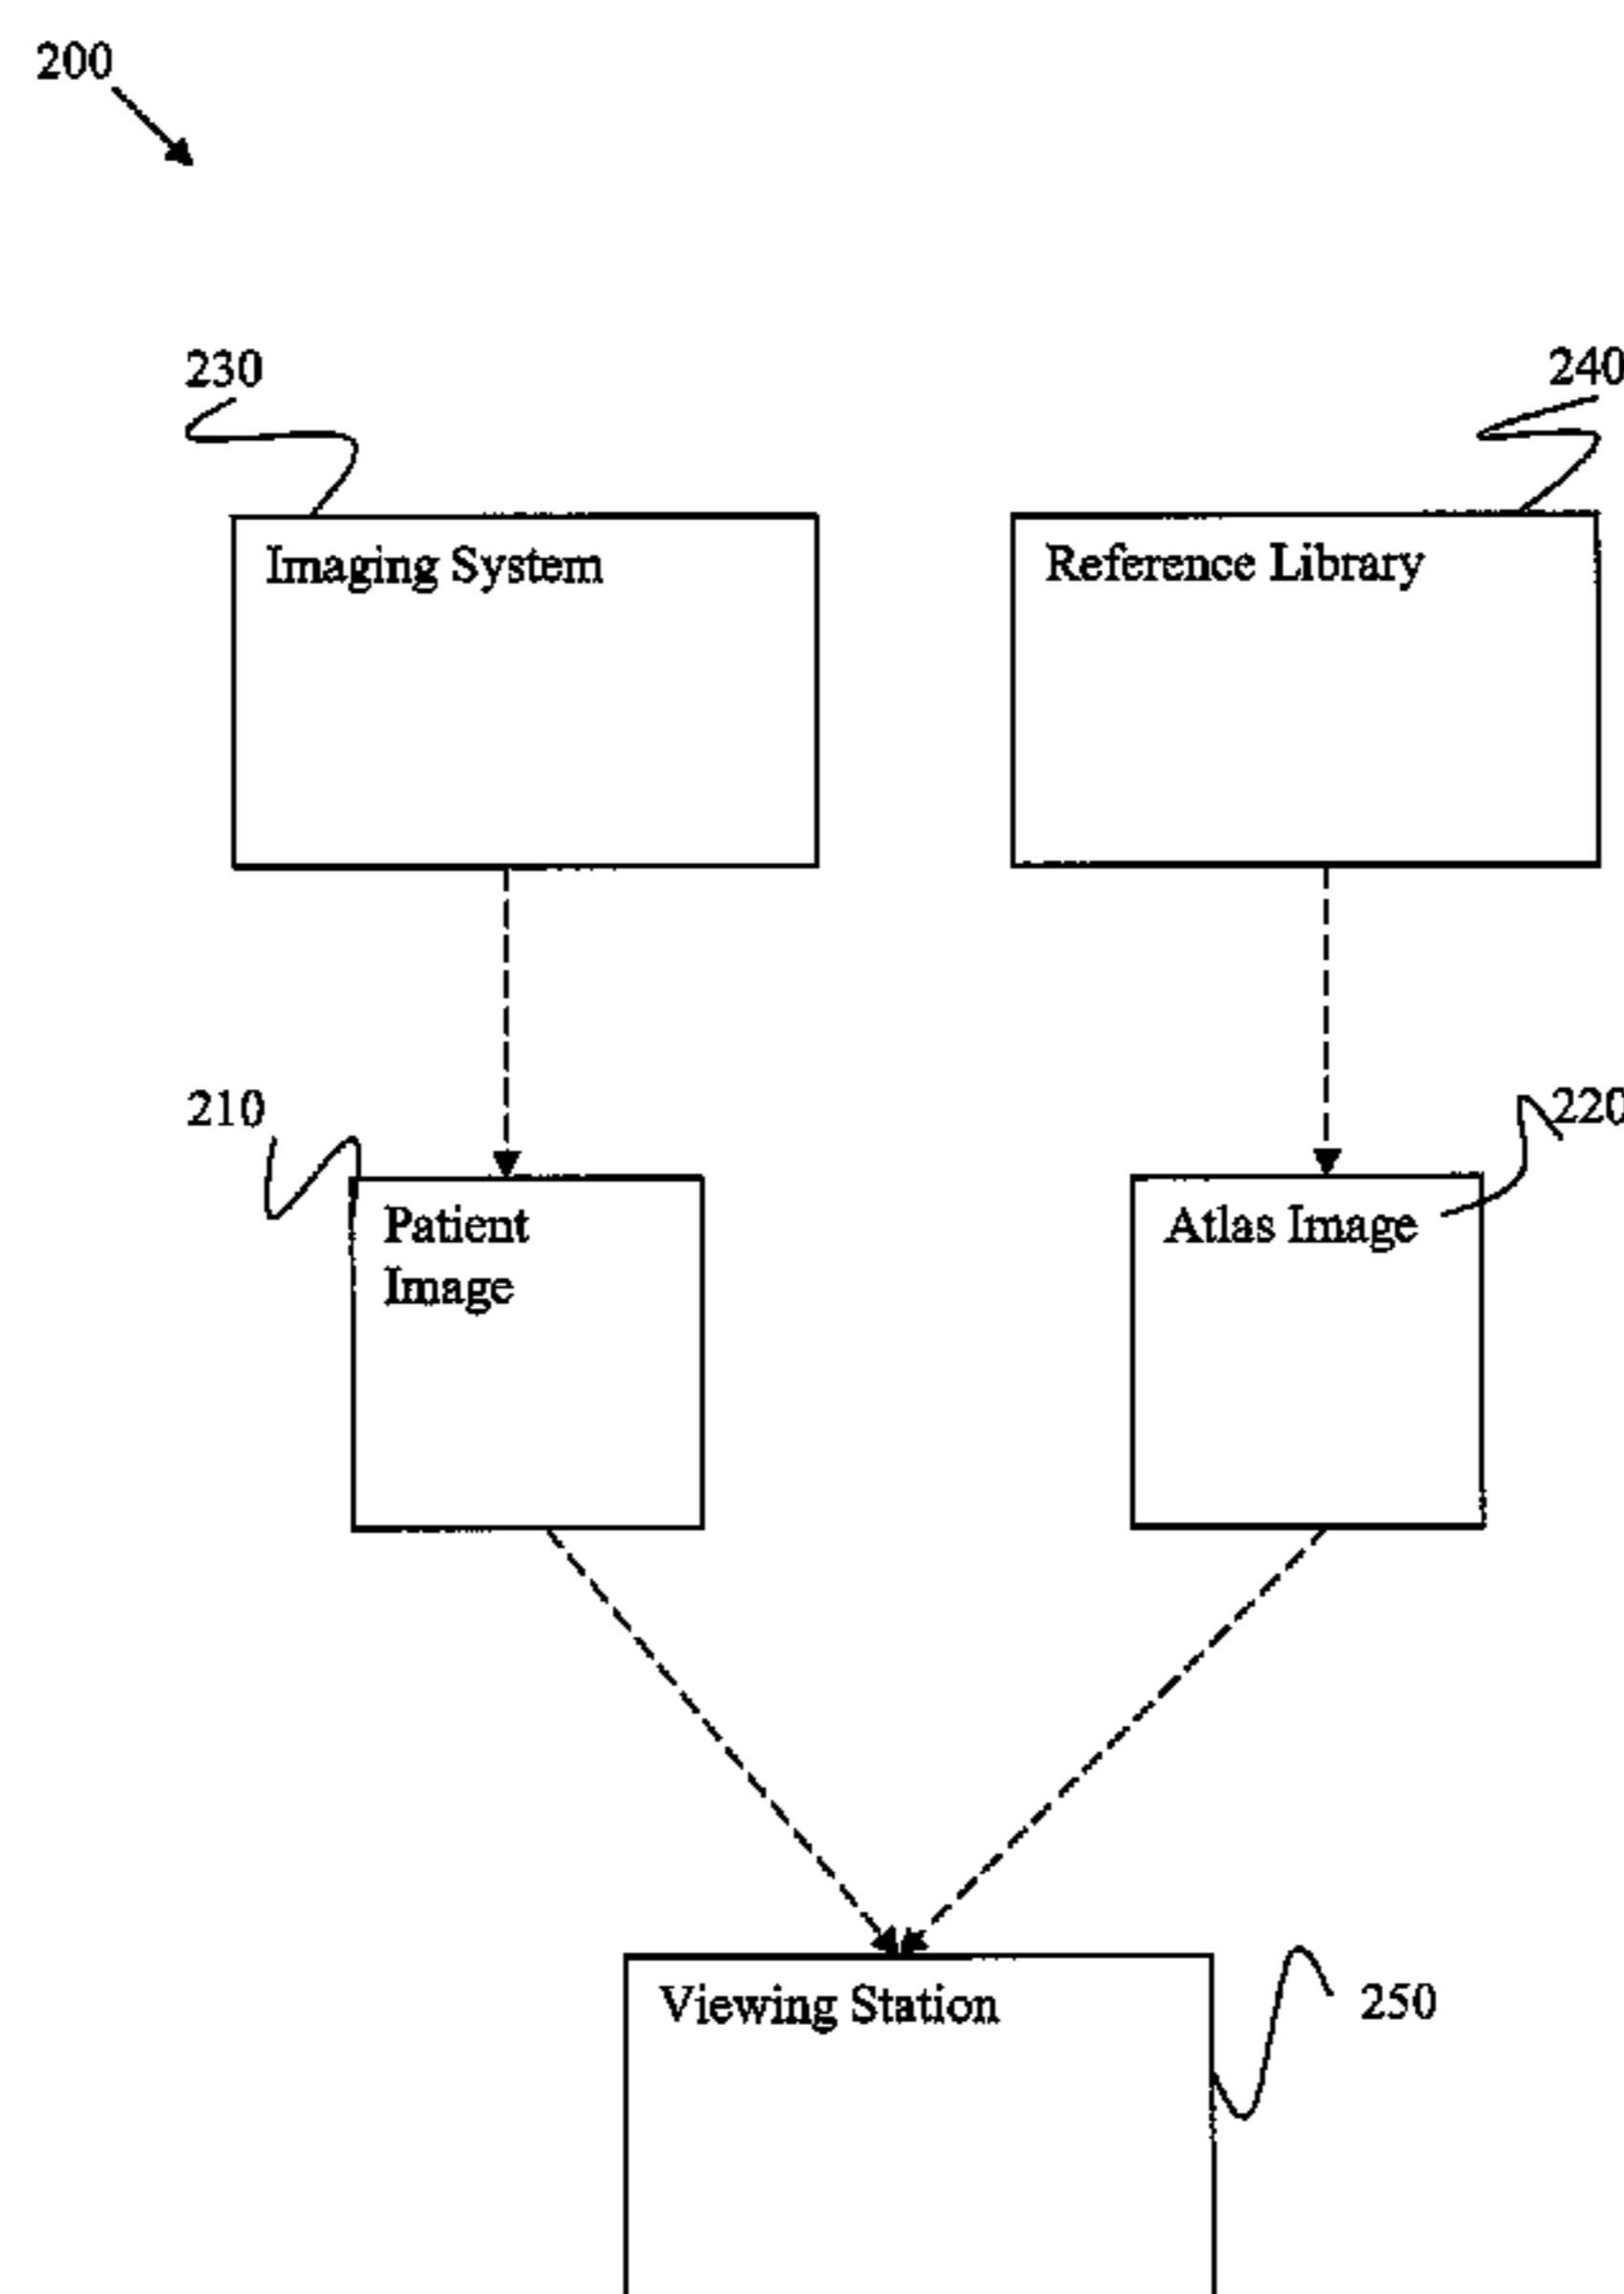 200
230
240
Imaging System
Reference Library
210
220
Patient
Image
Atlas Image
Viewing Station
250